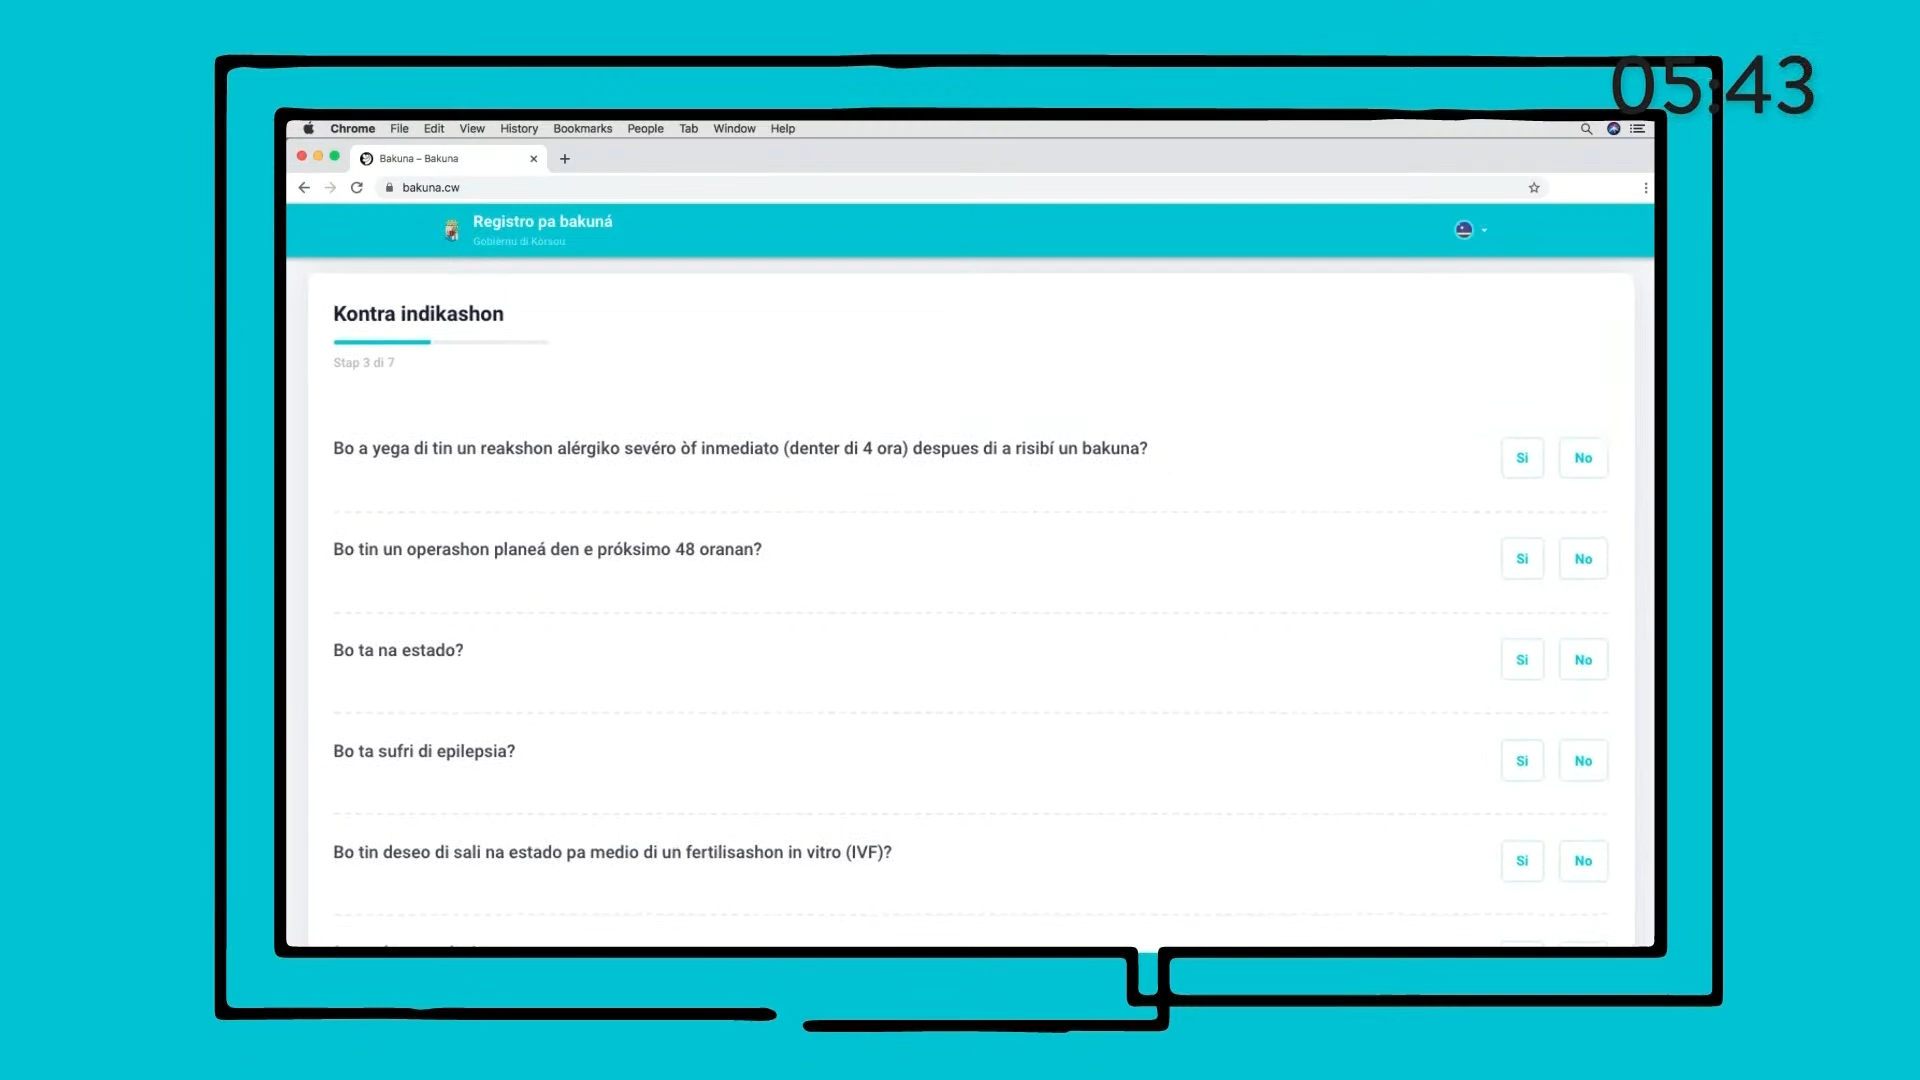 05:43
Chrome File Edit View History Bookmarks People Tab Window Help
Bakuna – Bakuna
bakuna.cw
Registro pa bakuná
Gobièrnu di Kòrsou
Kontra indikashon
Stap 3 di 7
Bo a yega di tin un reakshon alérgiko sevéro òf inmediato (denter di 4 ora) despues di a risibí un bakuna? Si No
Bo tin un operashon planeá den e próksimo 48 oranan? Si No
Bo ta na estado? Si No
Bo ta sufri di epilepsia? Si No
Bo tin deseo di sali na estado pa medio di un fertilisashon in vitro (IVF)? Si No